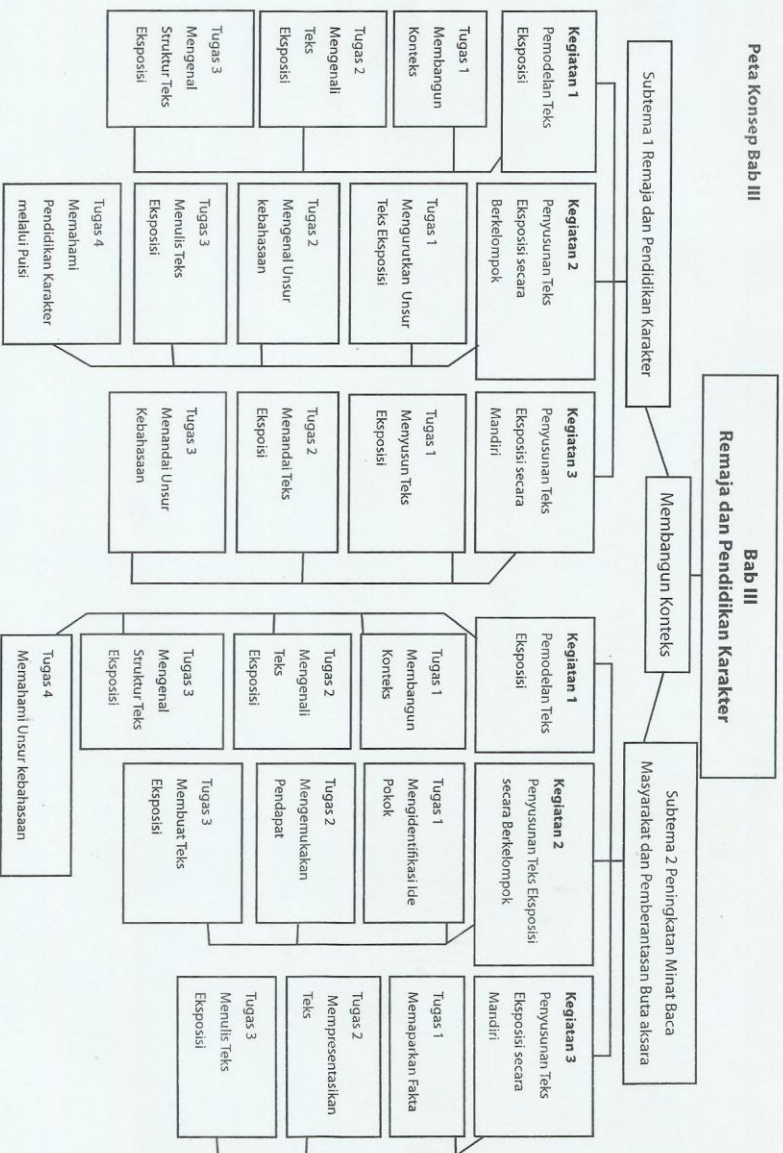 Peta Konsep Bab III
Bab III
Remaja dan Pendidikan Karakter
Membangun Konteks
Subtema 1 Remaja dan Pendidikan Karakter
Kegiatan 1
Pemodelan Teks
Eksposisi
Tugas 1
Membangun
Konteks
Tugas 2
Mengenali
Teks
Eksposisi
Tugas 3
Mengenal
Struktur Teks
Eksposisi
Kegiatan 2
Penyusunan Teks
Eksposisi secara
Berkelompok
Tugas 1
Mengurutkan Unsur
Teks Eksposisi
Tugas 2
Mengenal Unsur
kebahasaan
Tugas 3
Menulis Teks
Eksposisi
Tugas 4
Memahami
Pendidikan Karakter
melalui Puisi
Kegiatan 3
Penyusunan Teks
Eksposisi secara
Mandiri
Tugas 1
Menyusun Teks
Eksposisi
Tugas 2
Menandai Teks
Ekspoisi
Tugas 3
Menandai Unsur
Kebahasaan
Subtema 2 Peningkatan Minat Baca
Masyarakat dan Pemberantasan Buta aksara
Kegiatan 1
Pemodelan Teks
Eksposisi
Tugas 1
Membangun
Konteks
Tugas 2
Mengenali
Teks
Eksposisi
Tugas 3
Mengenal
Struktur Teks
Eksposisi
Tugas 4
Memahami Unsur kebahasaan
Kegiatan 2
Penyusunan Teks Eksposisi
secara Berkelompok
Tugas 1
Mengidentifikasi Ide
Pokok
Tugas 2
Mengemukakan
Pendapat
Tugas 3
Membuat Teks
Eksposisi
Kegiatan 3
Penyusunan Teks
Eksposisi secara
Mandiri
Tugas 1
Memaparkan Fakta
Tugas 2
Mempresentasikan
Teks
Tugas 3
Menulis Teks
Eksposisi